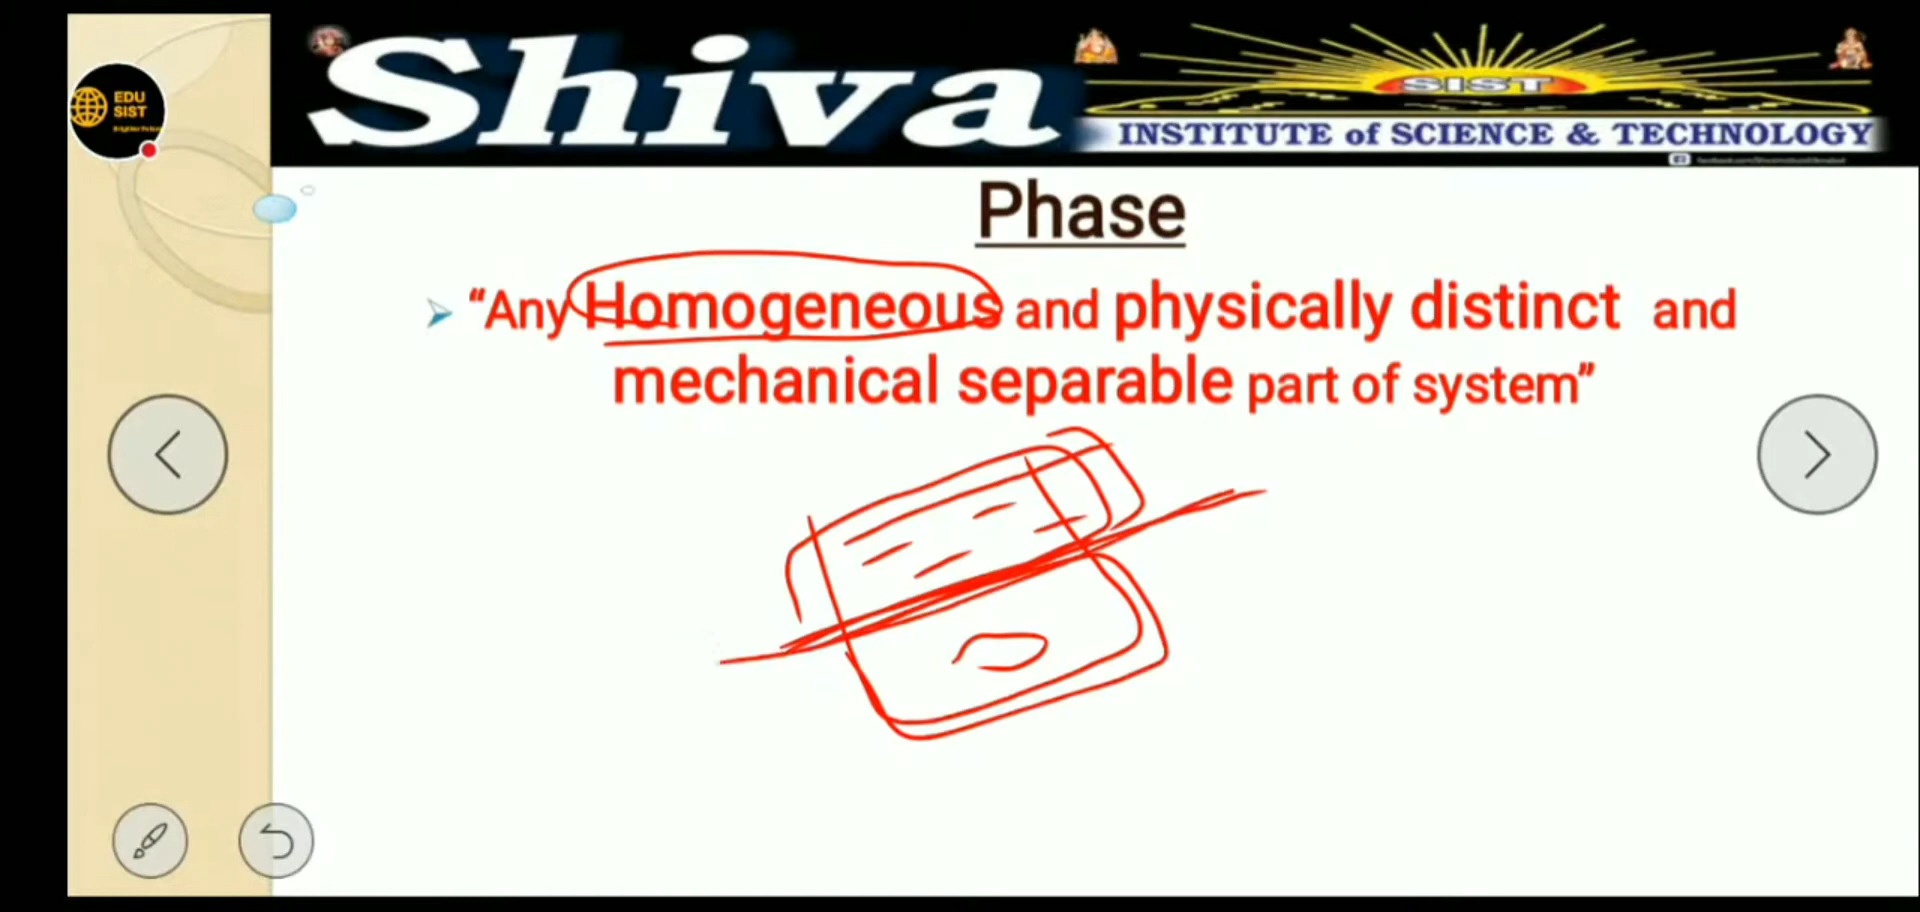 Shiva
SIST
INSTITUTE of SCIENCE & TECHNOLOGY
EDU
SIST
Phase
“Any Homogeneous and physically distinct and
mechanical separable part of system”